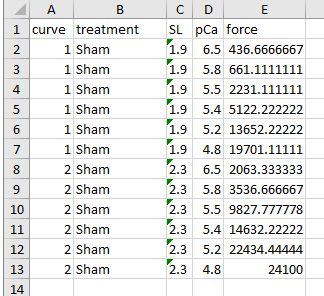 A B C D E
1 curve treatment SL pCa force
2 1 Sham 1.9 6.5 436.6666667
3 1 Sham 1.9 5.8 661.1111111
4 1 Sham 1.9 5.5 2231.111111
5 1 Sham 1.9 5.4 5122.222222
6 1 Sham 1.9 5.2 13652.22222
7 1 Sham 1.9 4.8 19701.11111
8 2 Sham 2.3 6.5 2063.333333
9 2 Sham 2.3 5.8 3536.666667
10 2 Sham 2.3 5.5 9827.777778
11 2 Sham 2.3 5.4 14632.22222
12 2 Sham 2.3 5.2 22434.44444
13 2 Sham 2.3 4.8 24100
14